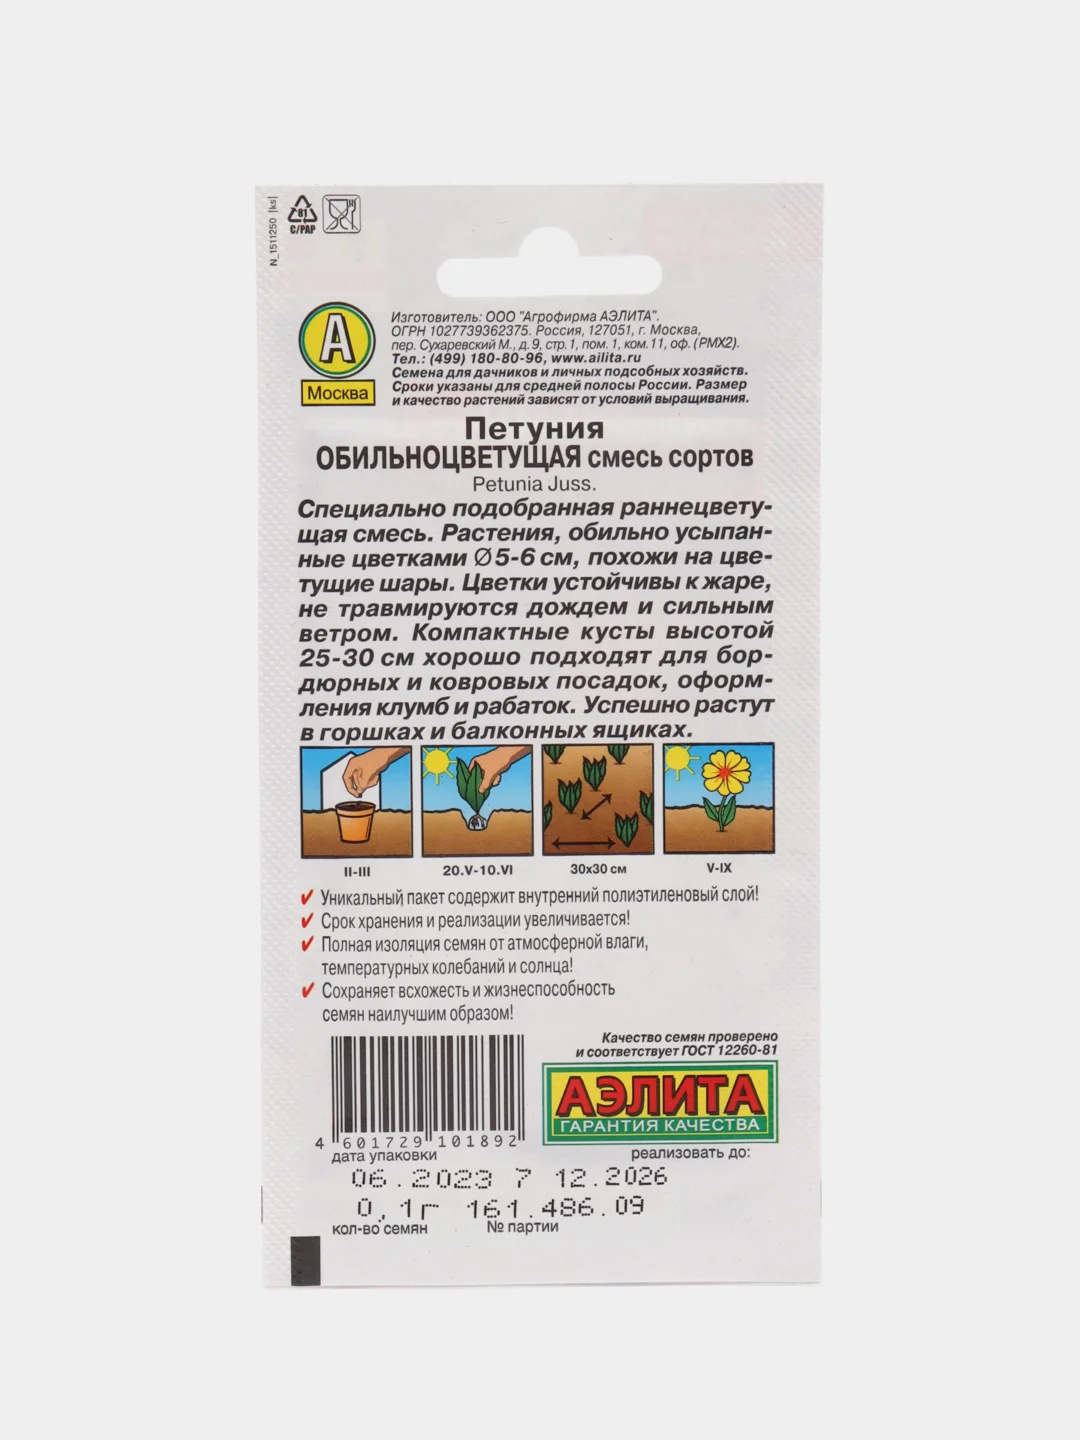 N_1511250 [ks]
81
C/PAP
А
Москва
Изготовитель: ООО "Агрофирма АЭЛИТА".
ОГРН 1027739362375. Россия, 127051, г. Москва,
пер. Сухаревский М., д. 9, стр. 1, пом. 1, ком. 11, оф. (РМХ2).
Тел.: (499) 180-80-96, www.ailita.ru
Семена для дачников и личных подсобных хозяйств.
Сроки указаны для средней полосы России. Размер
и качество растений зависят от условий выращивания.
Петуния
ОБИЛЬНОЦВЕТУЩАЯ смесь сортов
Petunia Juss.
Специально подобранная раннецвету-
щая смесь. Растения, обильно усыпан-
ные цветками Ø 5-6 см, похожи на цве-
тущие шары. Цветки устойчивы к жаре,
не травмируются дождем и сильным
ветром. Компактные кусты высотой
25-30 см хорошо подходят для бор-
дюрных и ковровых посадок, оформ-
ления клумб и рабаток. Успешно растут
в горшках и балконных ящиках.
II-III 20.V-10.VI 30х30 см V-IX
Уникальный пакет содержит внутренний полиэтиленовый слой!
Срок хранения и реализации увеличивается!
Полная изоляция семян от атмосферной влаги,
температурных колебаний и солнца!
Сохраняет всхожесть и жизнеспособность
семян наилучшим образом!
Качество семян проверено
и соответствует ГОСТ 12260-81
АЭЛИТА
ГАРАНТИЯ КАЧЕСТВА
4 601729 101892
дата упаковки реализовать до:
06.2023 7 12.2026
0,1г 161.486.09
кол-во семян № партии